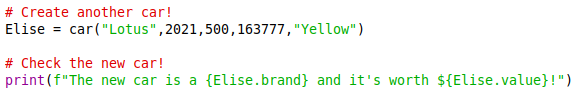 # Create another car!
Elise = car("Lotus",2021,500,163777,"Yellow")
# Check the new car!
print(f"The new car is a {Elise.brand} and it's worth ${Elise.value}!")